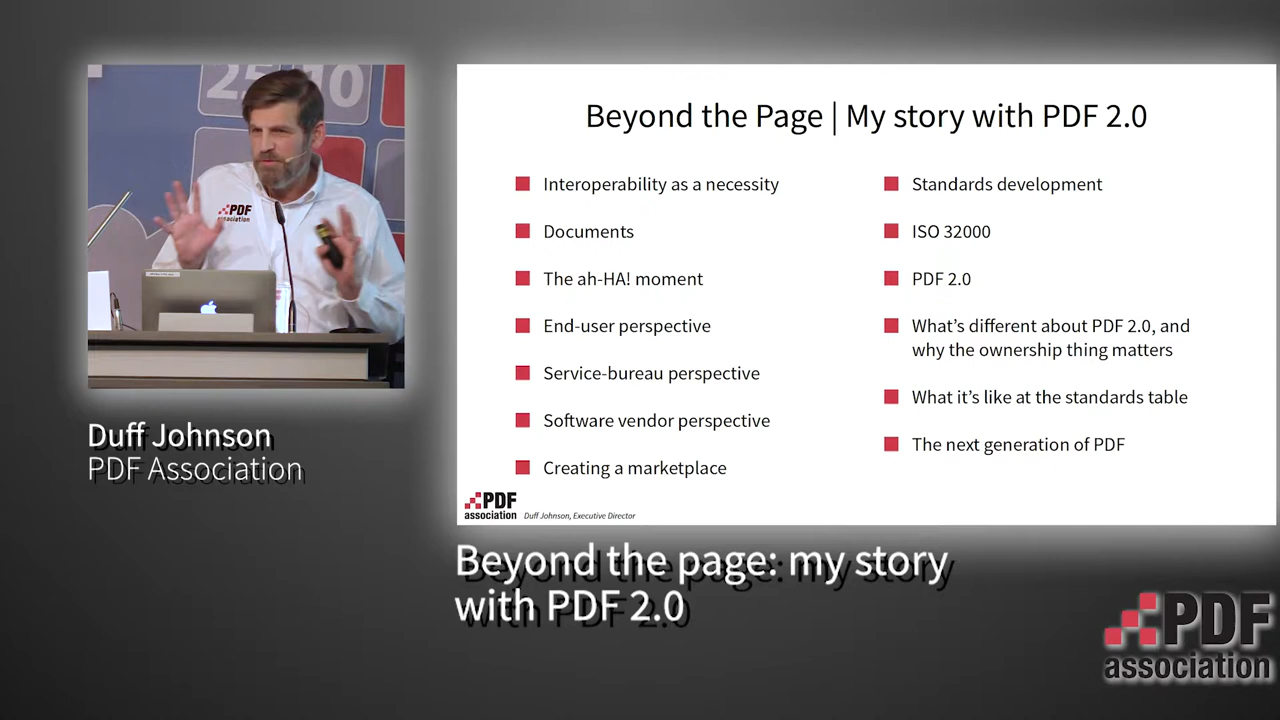 25 10
PDF
association
Duff Johnson
PDF Association
Beyond the Page | My story with PDF 2.0
Interoperability as a necessity
Documents
The ah-HA! moment
End-user perspective
Service-bureau perspective
Software vendor perspective
Creating a marketplace
Standards development
ISO 32000
PDF 2.0
What's different about PDF 2.0, and
why the ownership thing matters
What it's like at the standards table
The next generation of PDF
PDF
association
Duff Johnson, Executive Director
Beyond the page: my story
with PDF 2.0
PDF
association